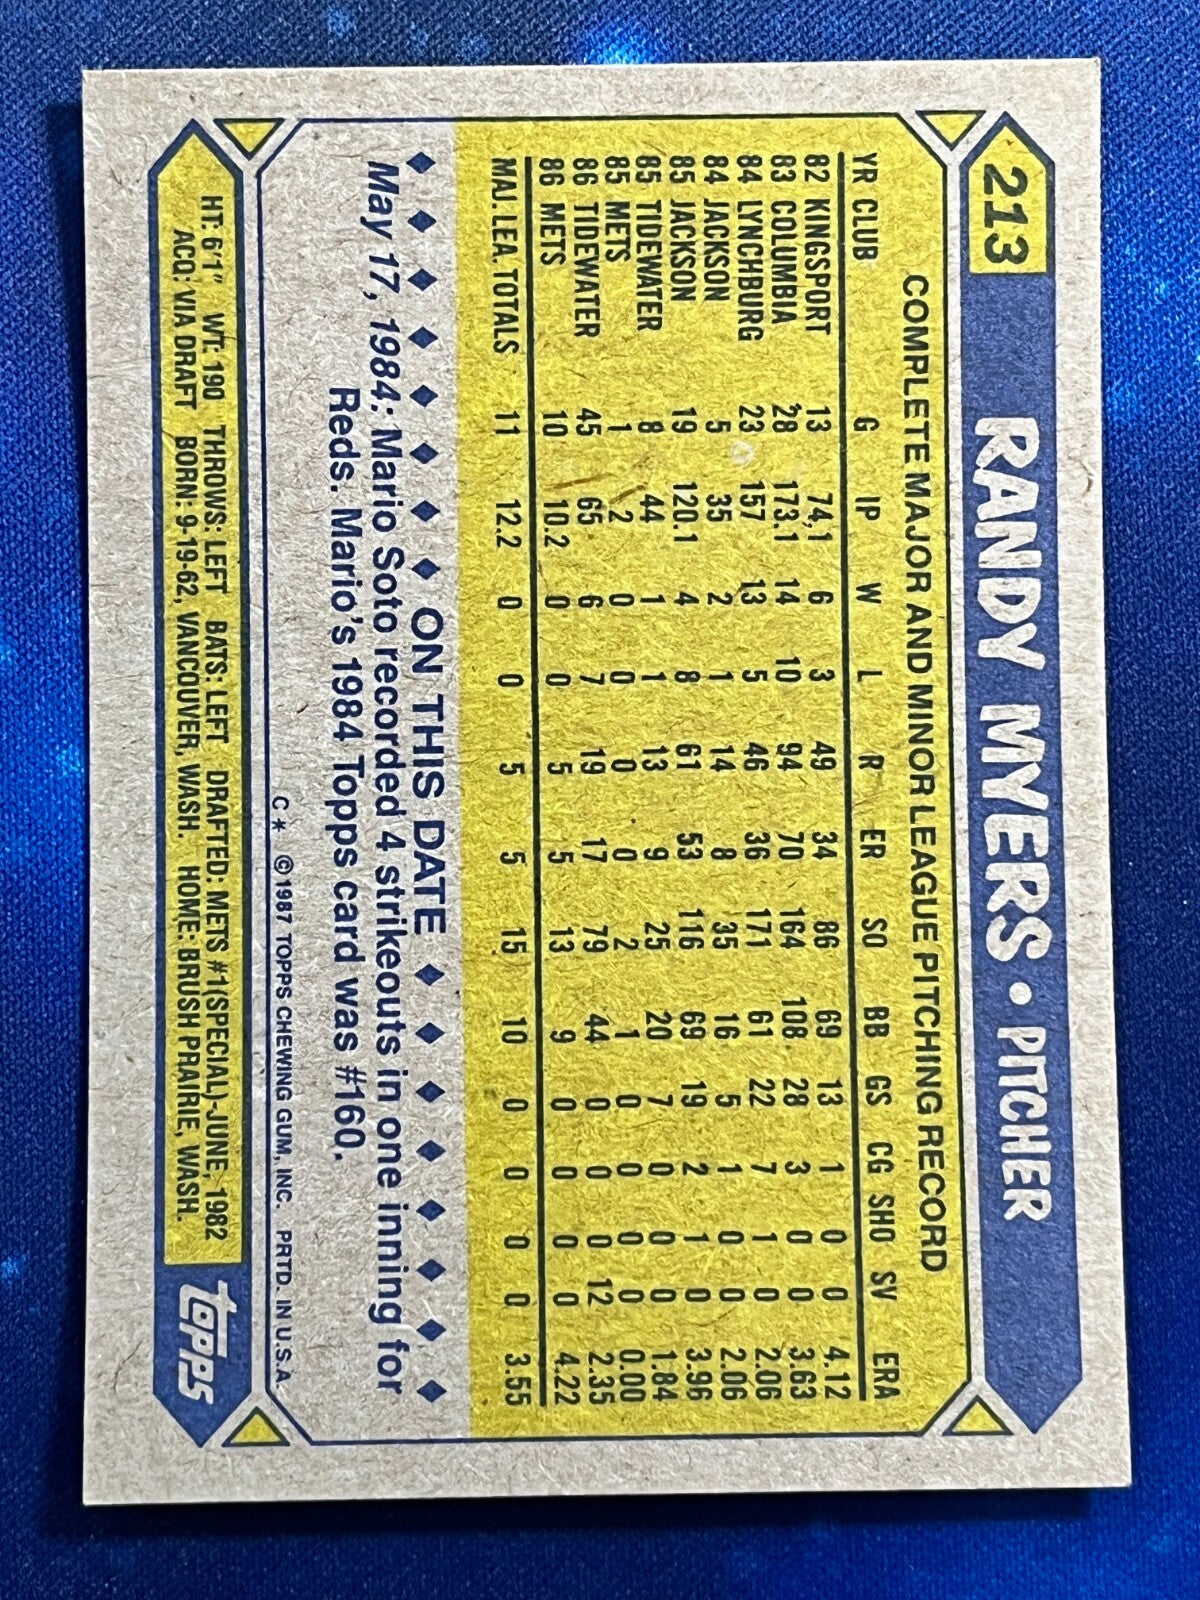 213 RANDY MYERS • PITCHER
COMPLETE MAJOR AND MINOR LEAGUE PITCHING RECORD
YR CLUB G IP W L R ER SO BB GS CG SHO SV ERA
82 KINGSPORT 13 74.1 6 3 49 34 86 69 13 1 0 0 4.12
83 COLUMBIA 28 173.1 14 10 94 70 164 108 28 3 0 0 3.63
84 LYNCHBURG 23 157 13 5 46 36 171 61 22 7 1 0 2.06
84 JACKSON 5 35 2 1 14 8 35 16 5 1 0 0 2.06
85 JACKSON 19 120.1 4 8 61 53 116 69 19 2 1 0 3.96
85 TIDEWATER 8 44 1 1 13 9 25 20 7 0 0 0 1.84
85 METS 1 2 0 0 0 0 2 1 0 0 0 0 0.00
86 TIDEWATER 45 65 6 7 19 17 79 44 0 0 0 12 2.35
86 METS 10 10.2 0 0 5 5 13 9 0 0 0 0 4.22
MAJ. LEA. TOTALS 11 12.2 0 0 5 5 15 10 0 0 0 0 3.55
ON THIS DATE
May 17, 1984: Mario Soto recorded 4 strikeouts in one inning for
Reds. Mario's 1984 Topps card was #160.
C* ©1987 TOPPS CHEWING GUM, INC. PRTD. IN U.S.A.
HT: 6'1" WT: 190 THROWS: LEFT BATS: LEFT DRAFTED: METS #1(SPECIAL)-JUNE, 1982
ACQ: VIA DRAFT BORN: 9-19-62, VANCOUVER, WASH. HOME: BRUSH PRAIRIE, WASH.
topps